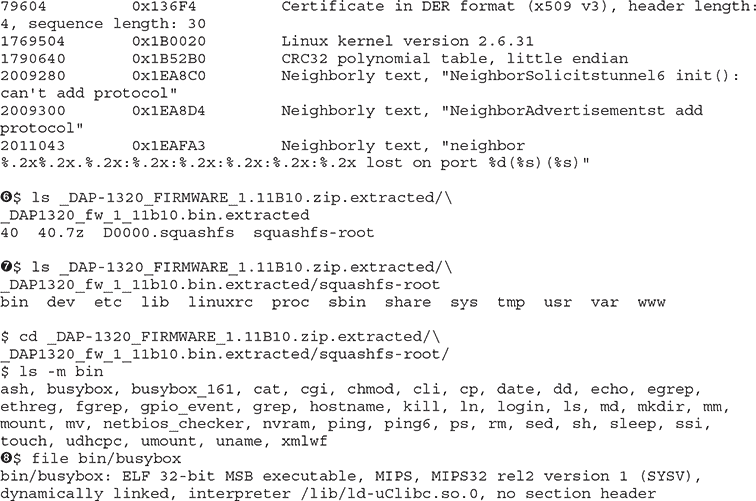 79604 0x136F4 Certificate in DER format (x509 v3), header length:
4, sequence length: 30
1769504 0x1B0020 Linux kernel version 2.6.31
1790640 0x1B52B0 CRC32 polynomial table, little endian
2009280 0x1EA8C0 Neighborly text, "NeighborSolicitstunnel6 init():
can't add protocol"
2009300 0x1EA8D4 Neighborly text, "NeighborAdvertisementst add
protocol"
2011043 0x1EAFA3 Neighborly text, "neighbor
%.2x%.2x.%.2x:%.2x:%.2x:%.2x:%.2x:%.2x lost on port %d(%s)(%s)"
❻$ ls _DAP-1320_FIRMWARE_1.11B10.zip.extracted/\
_DAP1320_fw_1_11b10.bin.extracted
40 40.7z D0000.squashfs squashfs-root
❼$ ls _DAP-1320_FIRMWARE_1.11B10.zip.extracted/\
_DAP1320_fw_1_11b10.bin.extracted/squashfs-root
bin dev etc lib linuxrc proc sbin share sys tmp usr var www
$ cd _DAP-1320_FIRMWARE_1.11B10.zip.extracted/\
_DAP1320_fw_1_11b10.bin.extracted/squashfs-root/
$ ls -m bin
ash, busybox, busybox_161, cat, cgi, chmod, cli, cp, date, dd, echo, egrep,
ethreg, fgrep, gpio_event, grep, hostname, kill, ln, login, ls, md, mkdir, mm,
mount, mv, netbios_checker, nvram, ping, ping6, ps, rm, sed, sh, sleep, ssi,
touch, udhcpc, umount, uname, xmlwf
❽$ file bin/busybox
bin/busybox: ELF 32-bit MSB executable, MIPS, MIPS32 rel2 version 1 (SYSV),
dynamically linked, interpreter /lib/ld-uClibc.so.0, no section header